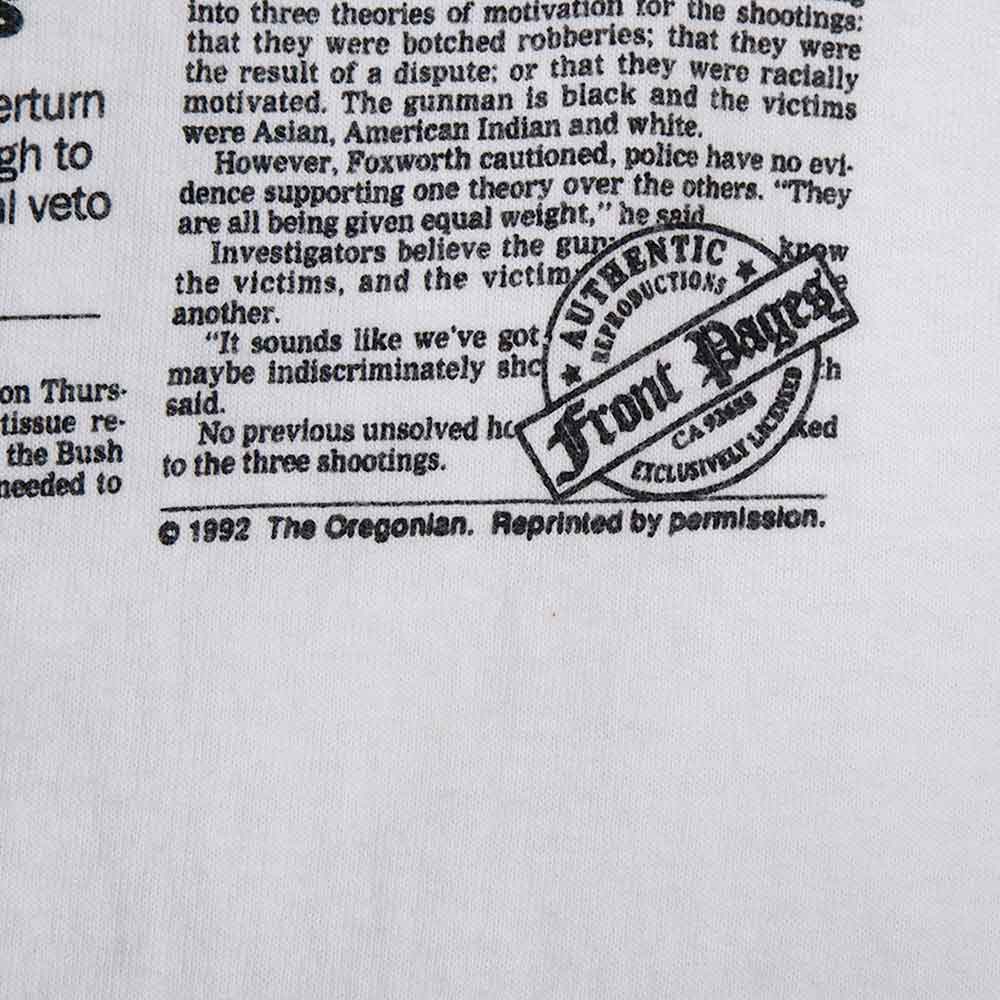 s
erturn
gh to
al veto
on Thurs-
tissue re-
the Bush
needed to
into three theories of motivation for the shootings:
that they were botched robberies; that they were
the result of a dispute; or that they were racially
motivated. The gunman is black and the victims
were Asian, American Indian and white.
However, Foxworth cautioned, police have no evi-
dence supporting one theory over the others. “They
are all being given equal weight,” he said
Investigators believe the gun know
the victims, and the victim
another.
“It sounds like we've got
maybe indiscriminately sho ch
said.
No previous unsolved ho ked
to the three shootings.
AUTHENTIC
REPRODUCTIONS
Front Pages
CA
EXCLUSIVELY LICENSED
© 1992 The Oregonian. Reprinted by permission.